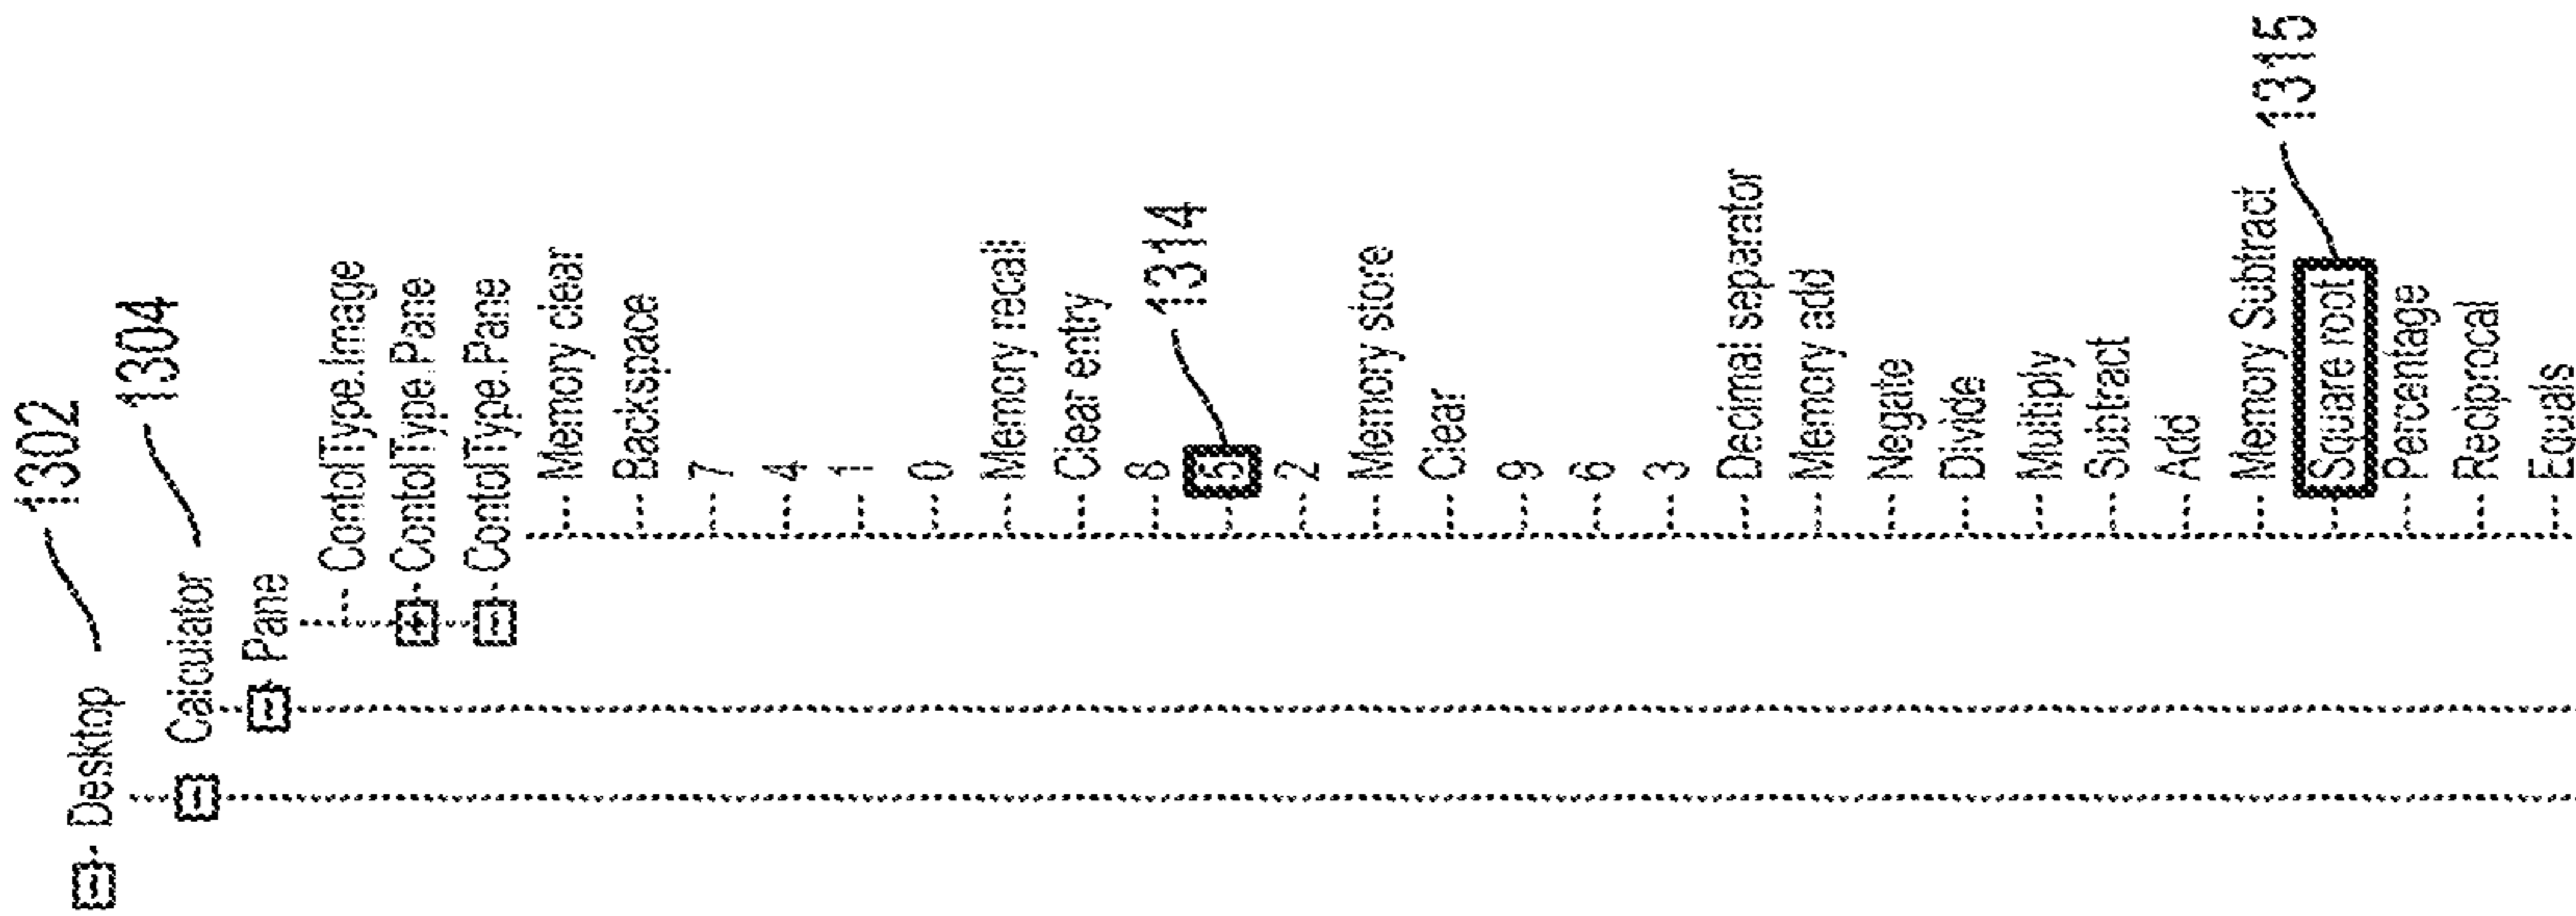 1302
Desktop
1304
Calculator
Pane
ContolType.Image
ContolType.Pane
ContolType.Pane
Memory clear
Backspace
7
4
1
0
Memory recall
Clear entry
8
1314
5
2
Memory store
Clear
9
6
3
Decimal separator
Memory add
Negate
Divide
Multiply
Subtract
Add
Memory Subtract
1315
Square root
Percentage
Reciprocal
Equals